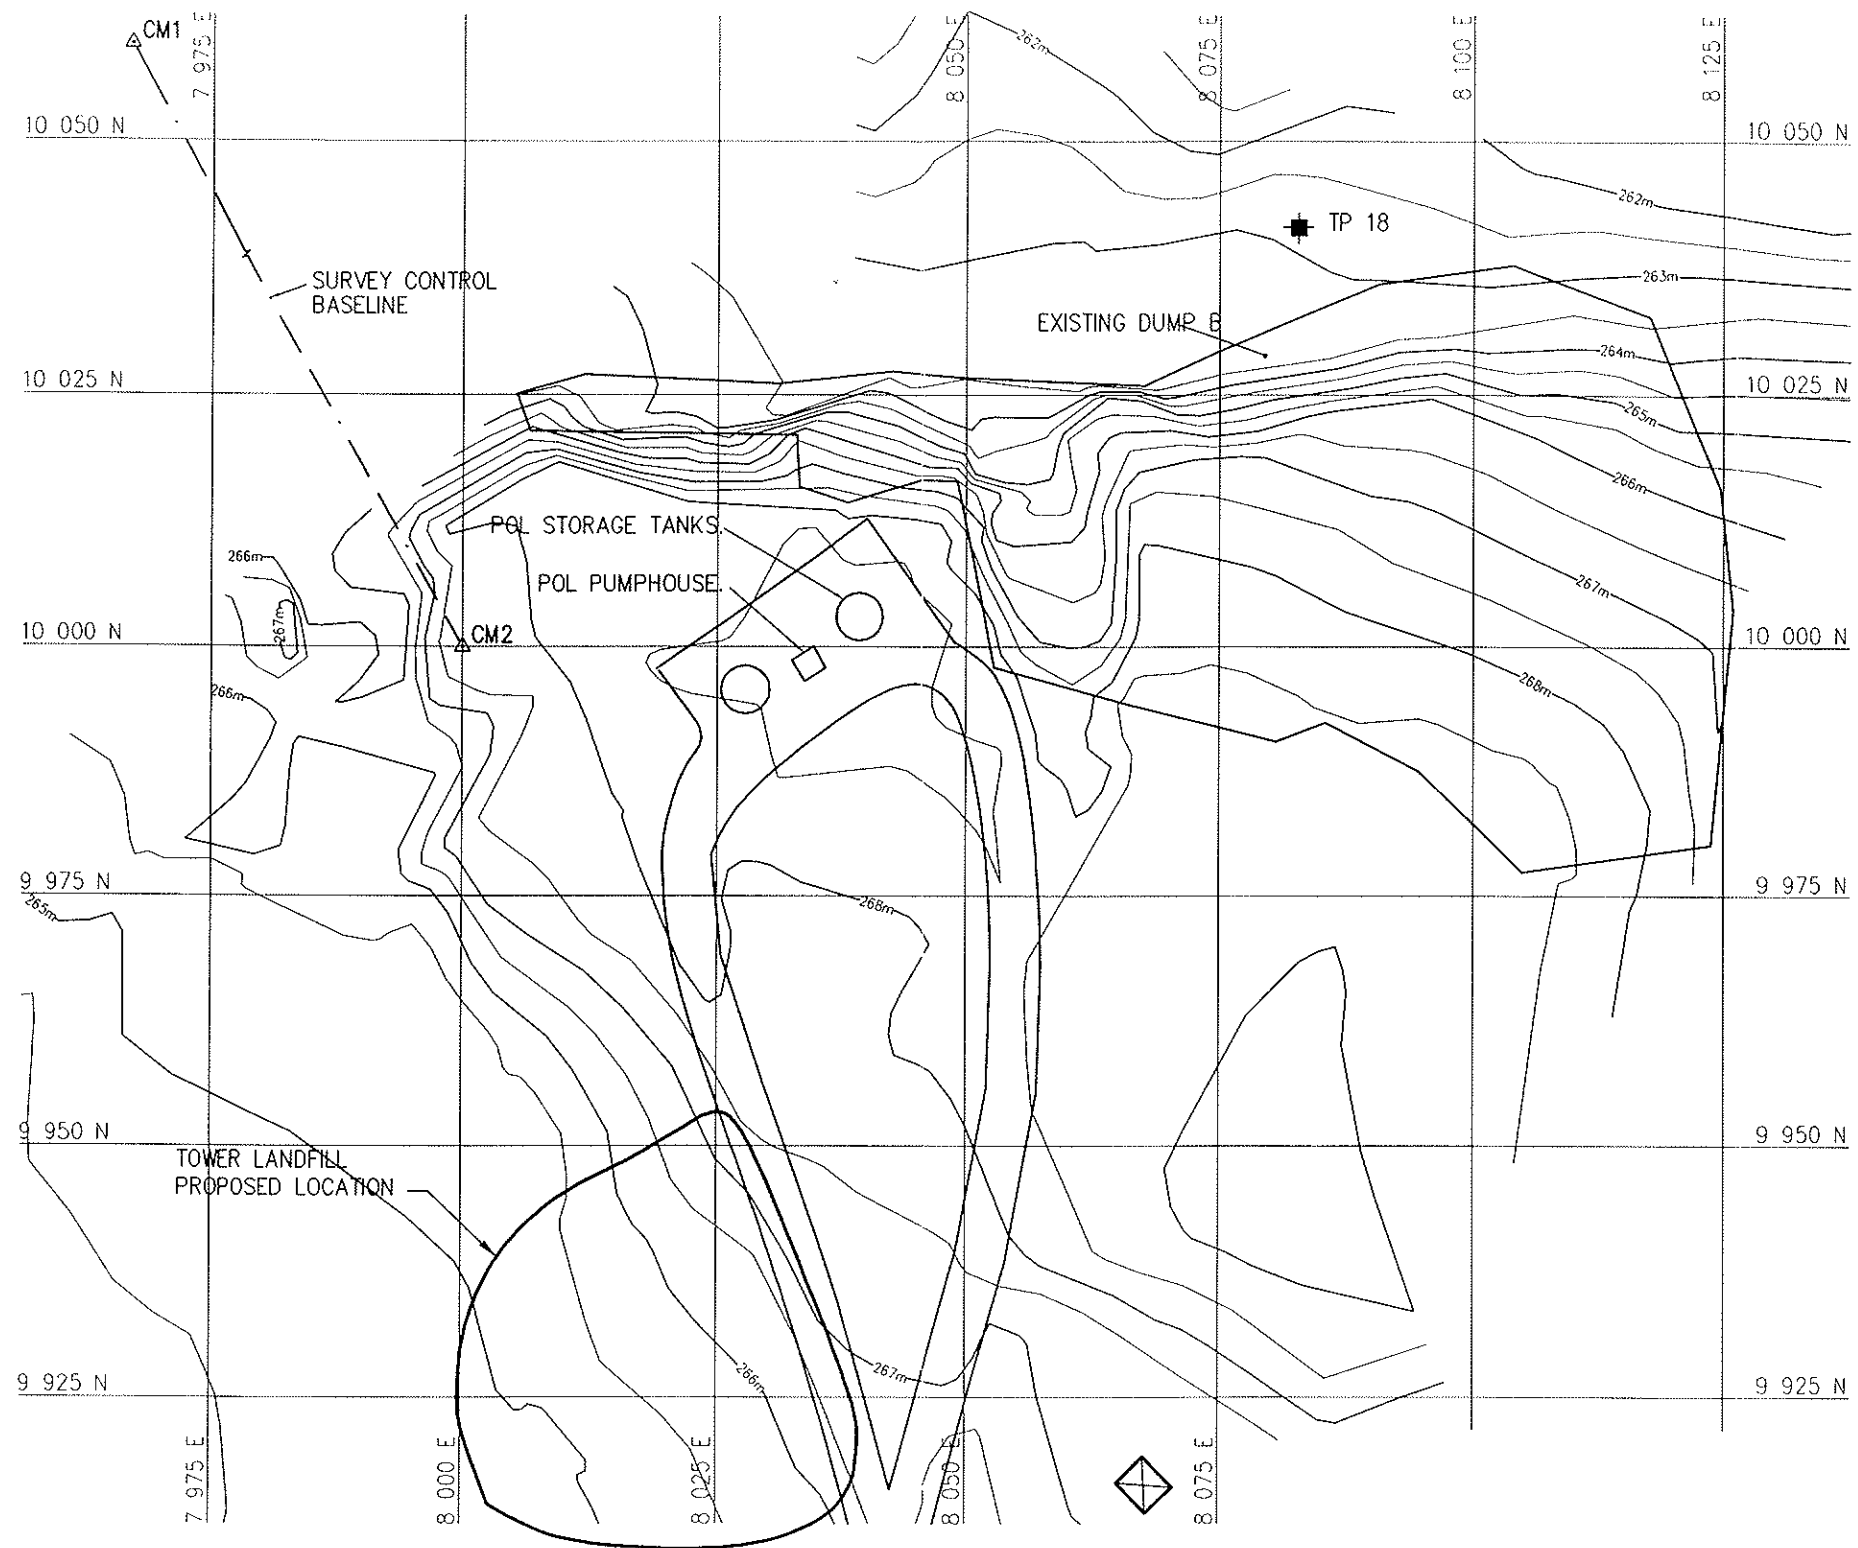 CM1
7 975 E
8 050 E
8 075 E
8 100 E
8 125 E
262m
10 050 N
10 050 N
262m
TP 18
SURVEY CONTROL
BASELINE
263m
EXISTING DUMP B
264m
10 025 N
10 025 N
265m
266m
POL STORAGE TANKS.
266m
POL PUMPHOUSE.
267m
267m
10 000 N
CM2
10 000 N
266m
268m
9 975 N
265m
268m
9 975 N
9 950 N
9 950 N
TOWER LANDFILL
PROPOSED LOCATION
266m
267m
9 925 N
9 925 N
7 975 E
8 000 E
8 025 E
8 050 E
8 075 E